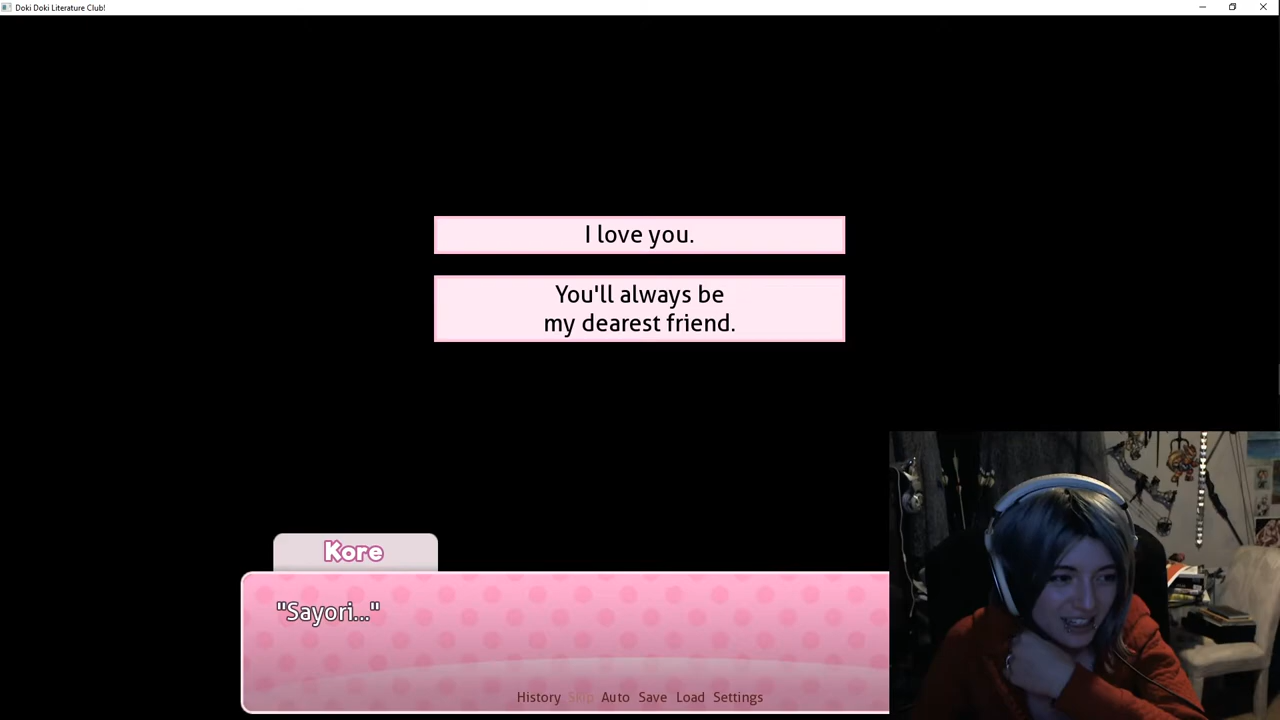 Doki Doki Literature Club!
I love you.
You'll always be
my dearest friend.
Kore
"Sayori..."
History Skip Auto Save Load Settings